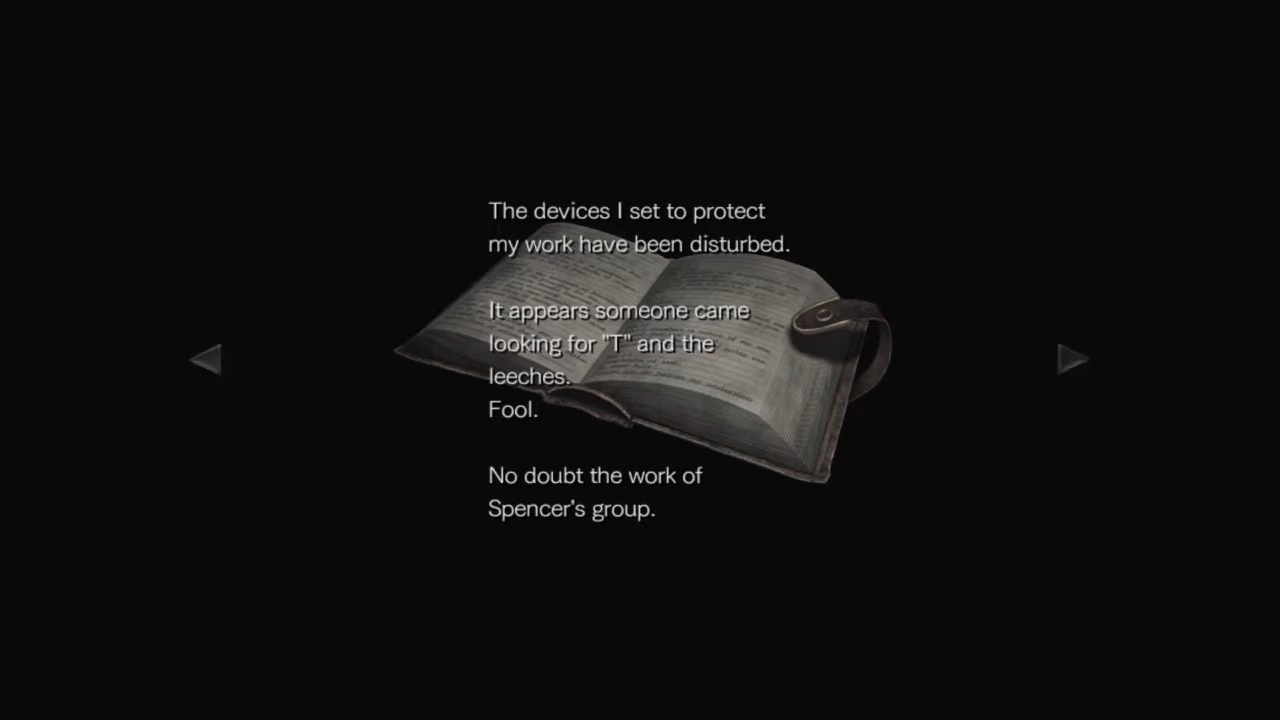 The devices I set to protect
my work have been disturbed.
It appears someone came
looking for "T" and the
leeches.
Fool.
No doubt the work of
Spencer's group.